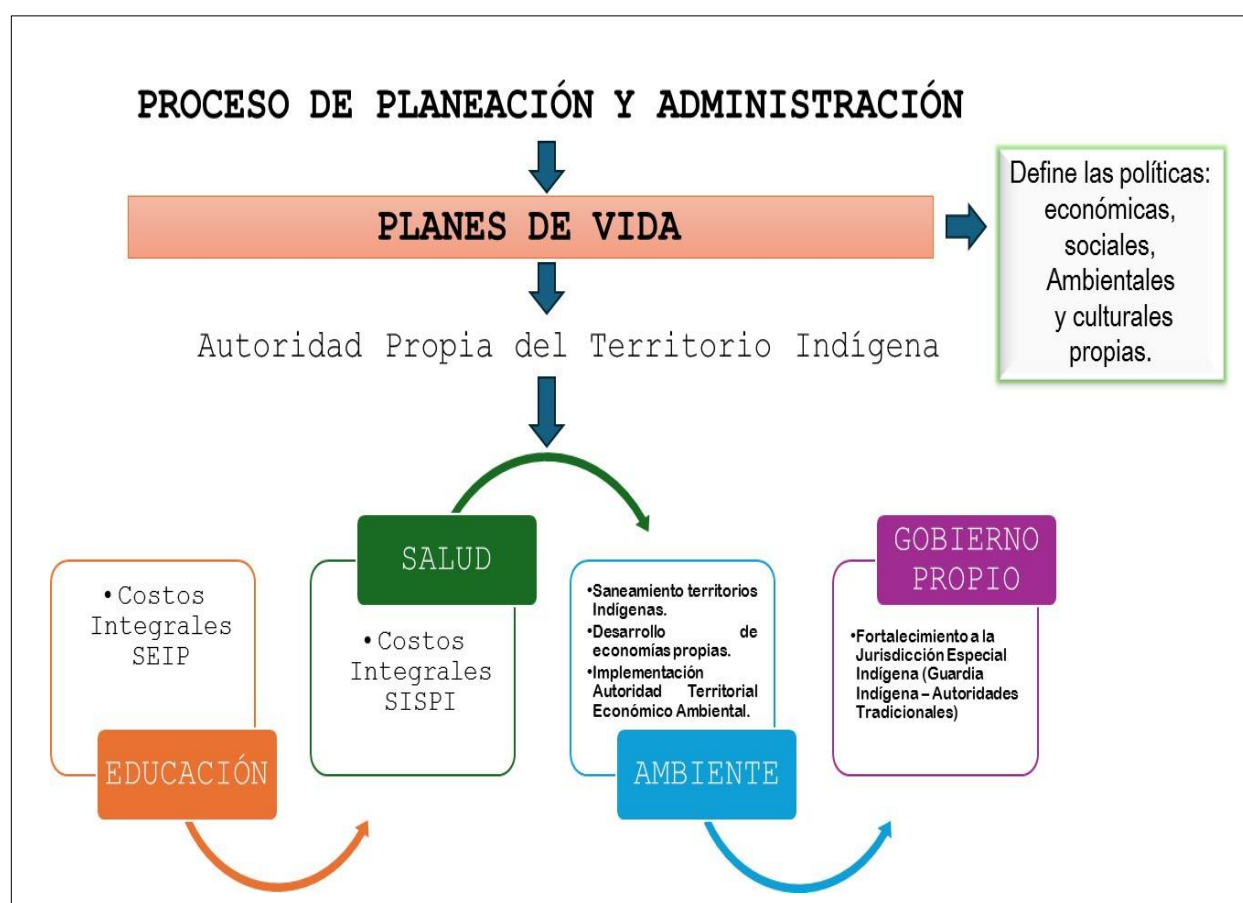 PROCESO DE PLANEACIÓN Y ADMINISTRACIÓN
PLANES DE VIDA
Define las políticas:
económicas,
sociales,
Ambientales
y culturales
propias.
Autoridad Propia del Territorio Indígena
•Costos
Integrales
SEIP
EDUCACIÓN
SALUD
•Costos
Integrales
SISPI
•Saneamiento territorios
Indígenas.
•Desarrollo de
economías propias.
•Implementación
Autoridad Territorial
Económico Ambiental.
AMBIENTE
GOBIERNO
PROPIO
•Fortalecimiento a la
Jurisdicción Especial
Indígena (Guardia
Indígena – Autoridades
Tradicionales)